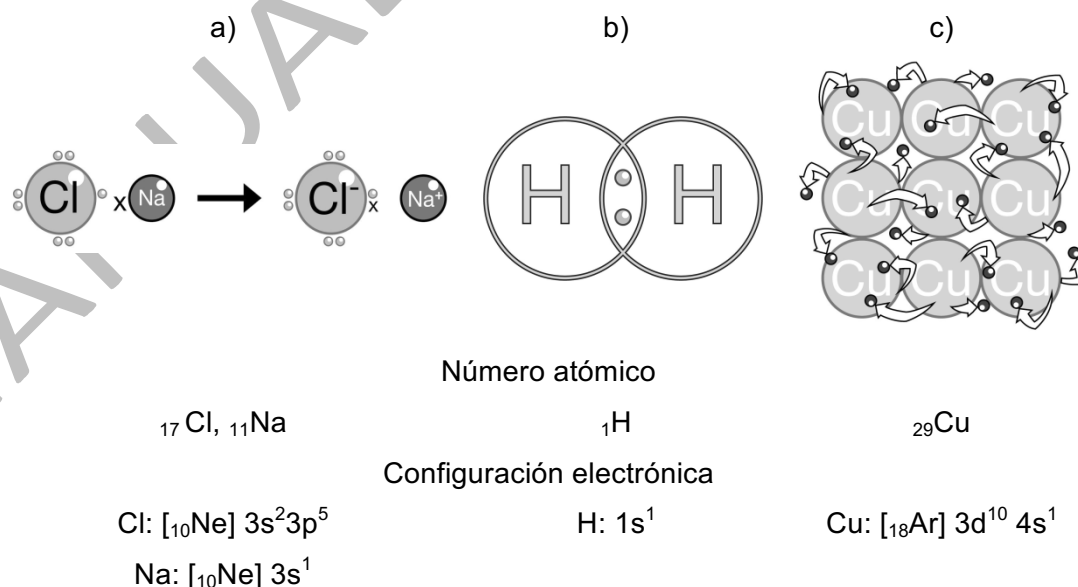 a) b) c)
Cl x Na Cl⁻ x Na⁺
H H
Cu Cu Cu
Cu Cu Cu
Cu Cu Cu
Número atómico
₁₇ Cl, ₁₁Na ₁H ₂₉Cu
Configuración electrónica
Cl: [₁₀Ne] 3s²3p⁵ H: 1s¹ Cu: [₁₈Ar] 3d¹⁰ 4s¹
Na: [₁₀Ne] 3s¹